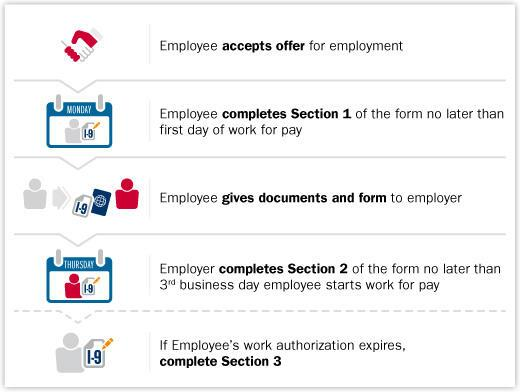 Employee accepts offer for employment
MONDAY
I-9
Employee completes Section 1 of the form no later than
first day of work for pay
I-9
Employee gives documents and form to employer
THURSDAY
I-9
Employer completes Section 2 of the form no later than
3rd business day employee starts work for pay
I-9
If Employee's work authorization expires,
complete Section 3